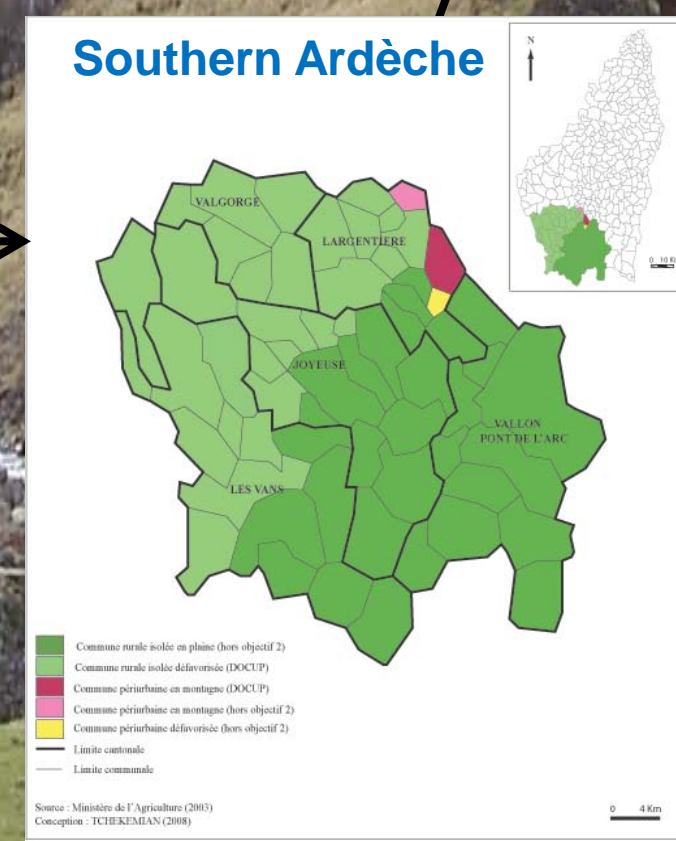 Southern Ardèche
N
0 10 Km
VALGORGE
LARGENTIERE
JOYEUSE
VALLON
PONT DE L'ARC
LES VANS
Commune rurale isolée en plaine (hors objectif 2)
Commune rurale isolée défavorisée (DOCUP)
Commune périurbaine en montagne (DOCUP)
Commune périurbaine en montagne (hors objectif 2)
Commune périurbaine défavorisée (hors objectif 2)
Limite cantonale
Limite communale
Source : Ministère de l'Agriculture (2003)
Conception : TCHEKEMIAN (2008)
0 4 Km